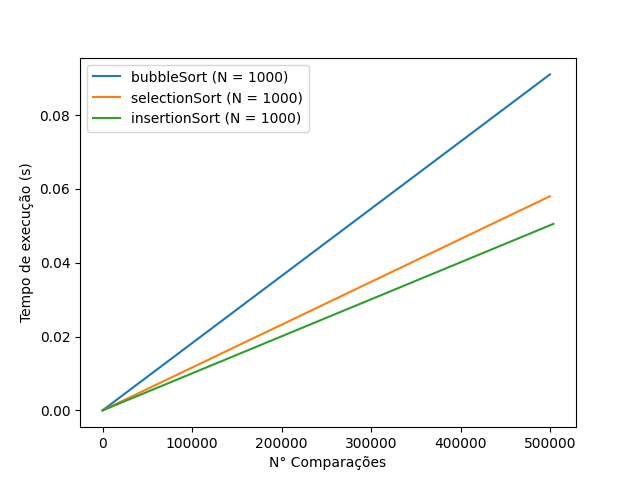 bubbleSort (N = 1000)
selectionSort (N = 1000)
insertionSort (N = 1000)
Tempo de execução (s)
0.08
0.06
0.04
0.02
0.00
0 100000 200000 300000 400000 500000
N° Comparações